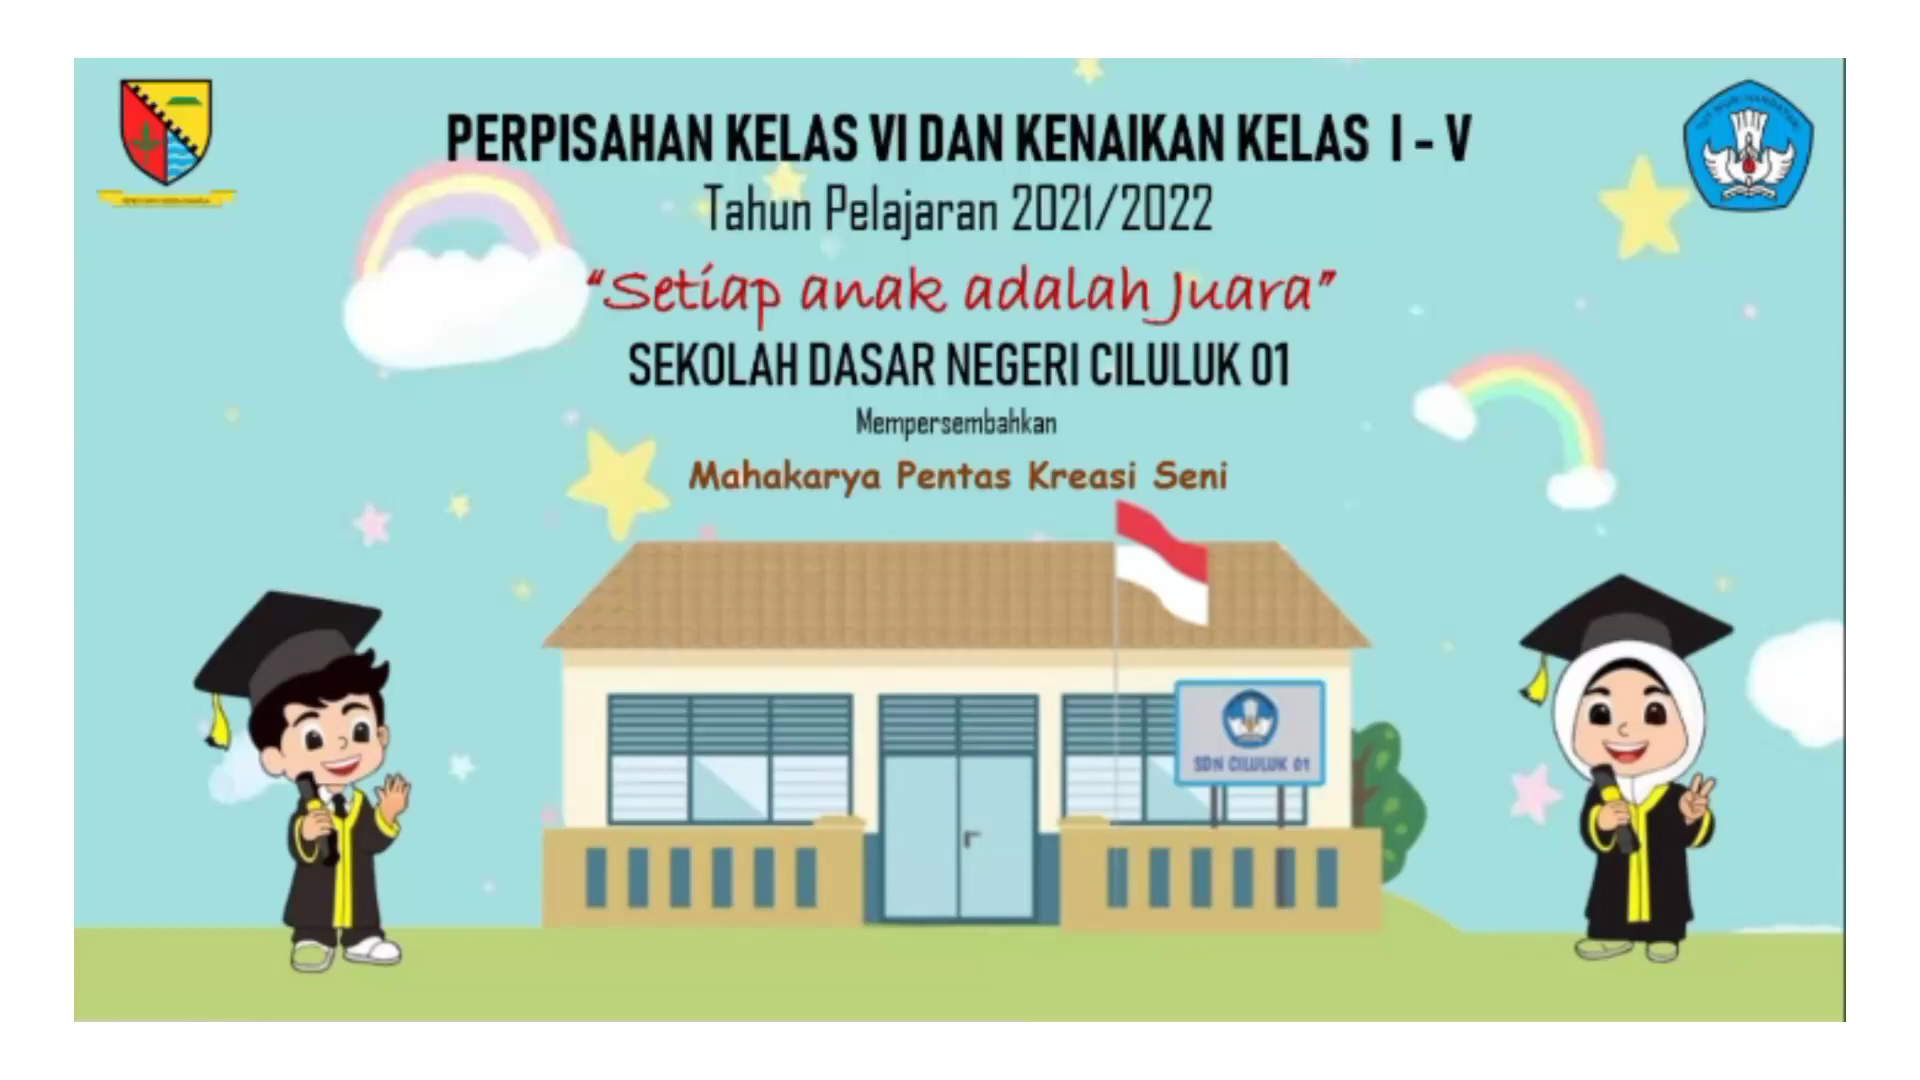 PERPISAHAN KELAS VI DAN KENAIKAN KELAS I - V
Tahun Pelajaran 2021/2022
"Setiap anak adalah Juara"
SEKOLAH DASAR NEGERI CILULUK 01
Mempersembahkan
Mahakarya Pentas Kreasi Seni
SDN CILULUK 01